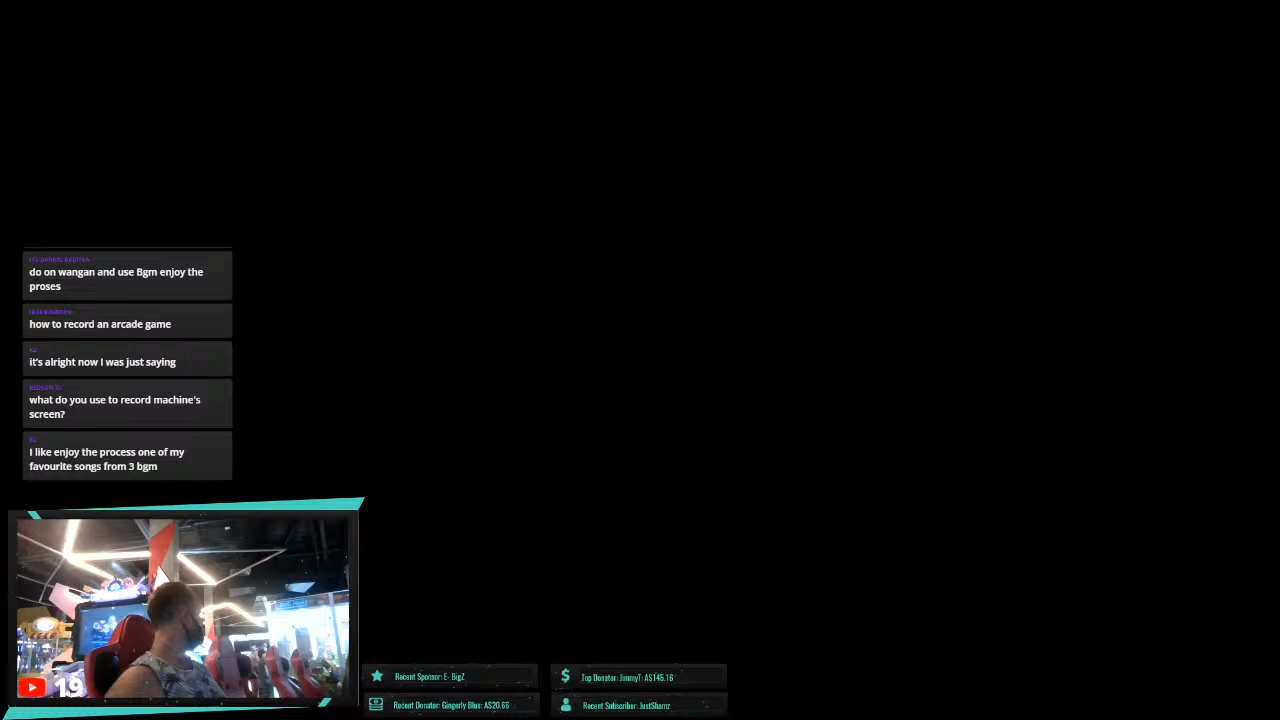 do on wangan and use Bgm enjoy the
proses
how to record an arcade game
it's alright now I was just saying
what do you use to record machine's
screen?
I like enjoy the process one of my
favourite songs from 3 bgm
19
Recent Sponsor: E- BigZ
Top Donator: JimmyT: A$145.16
Recent Donator: Gingerly Blue: A$20.66
Recent Subscriber: JustShamz